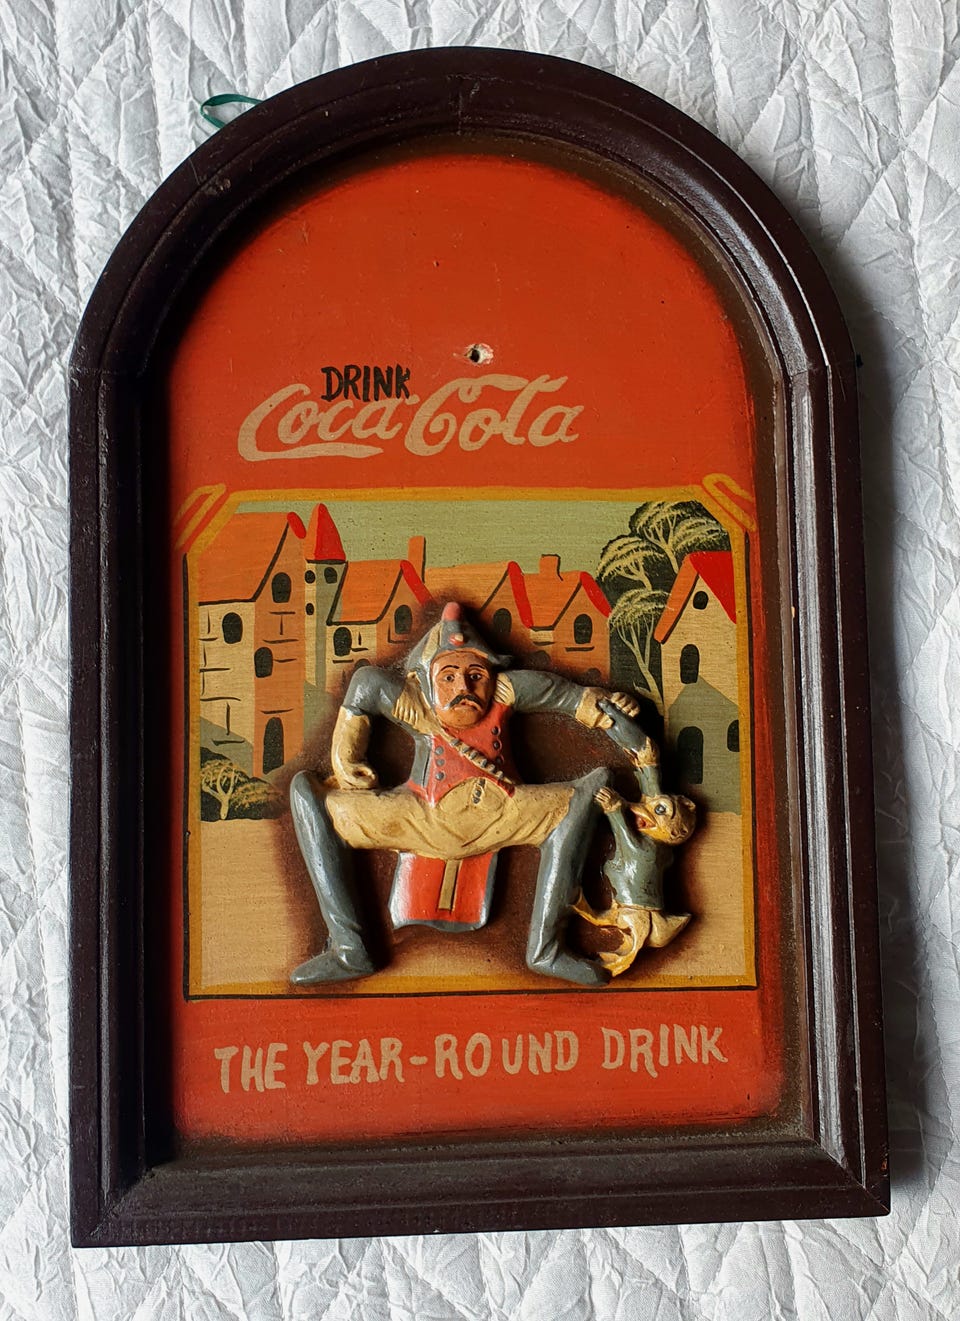 DRINK
Coca-Cola
THE YEAR-ROUND DRINK